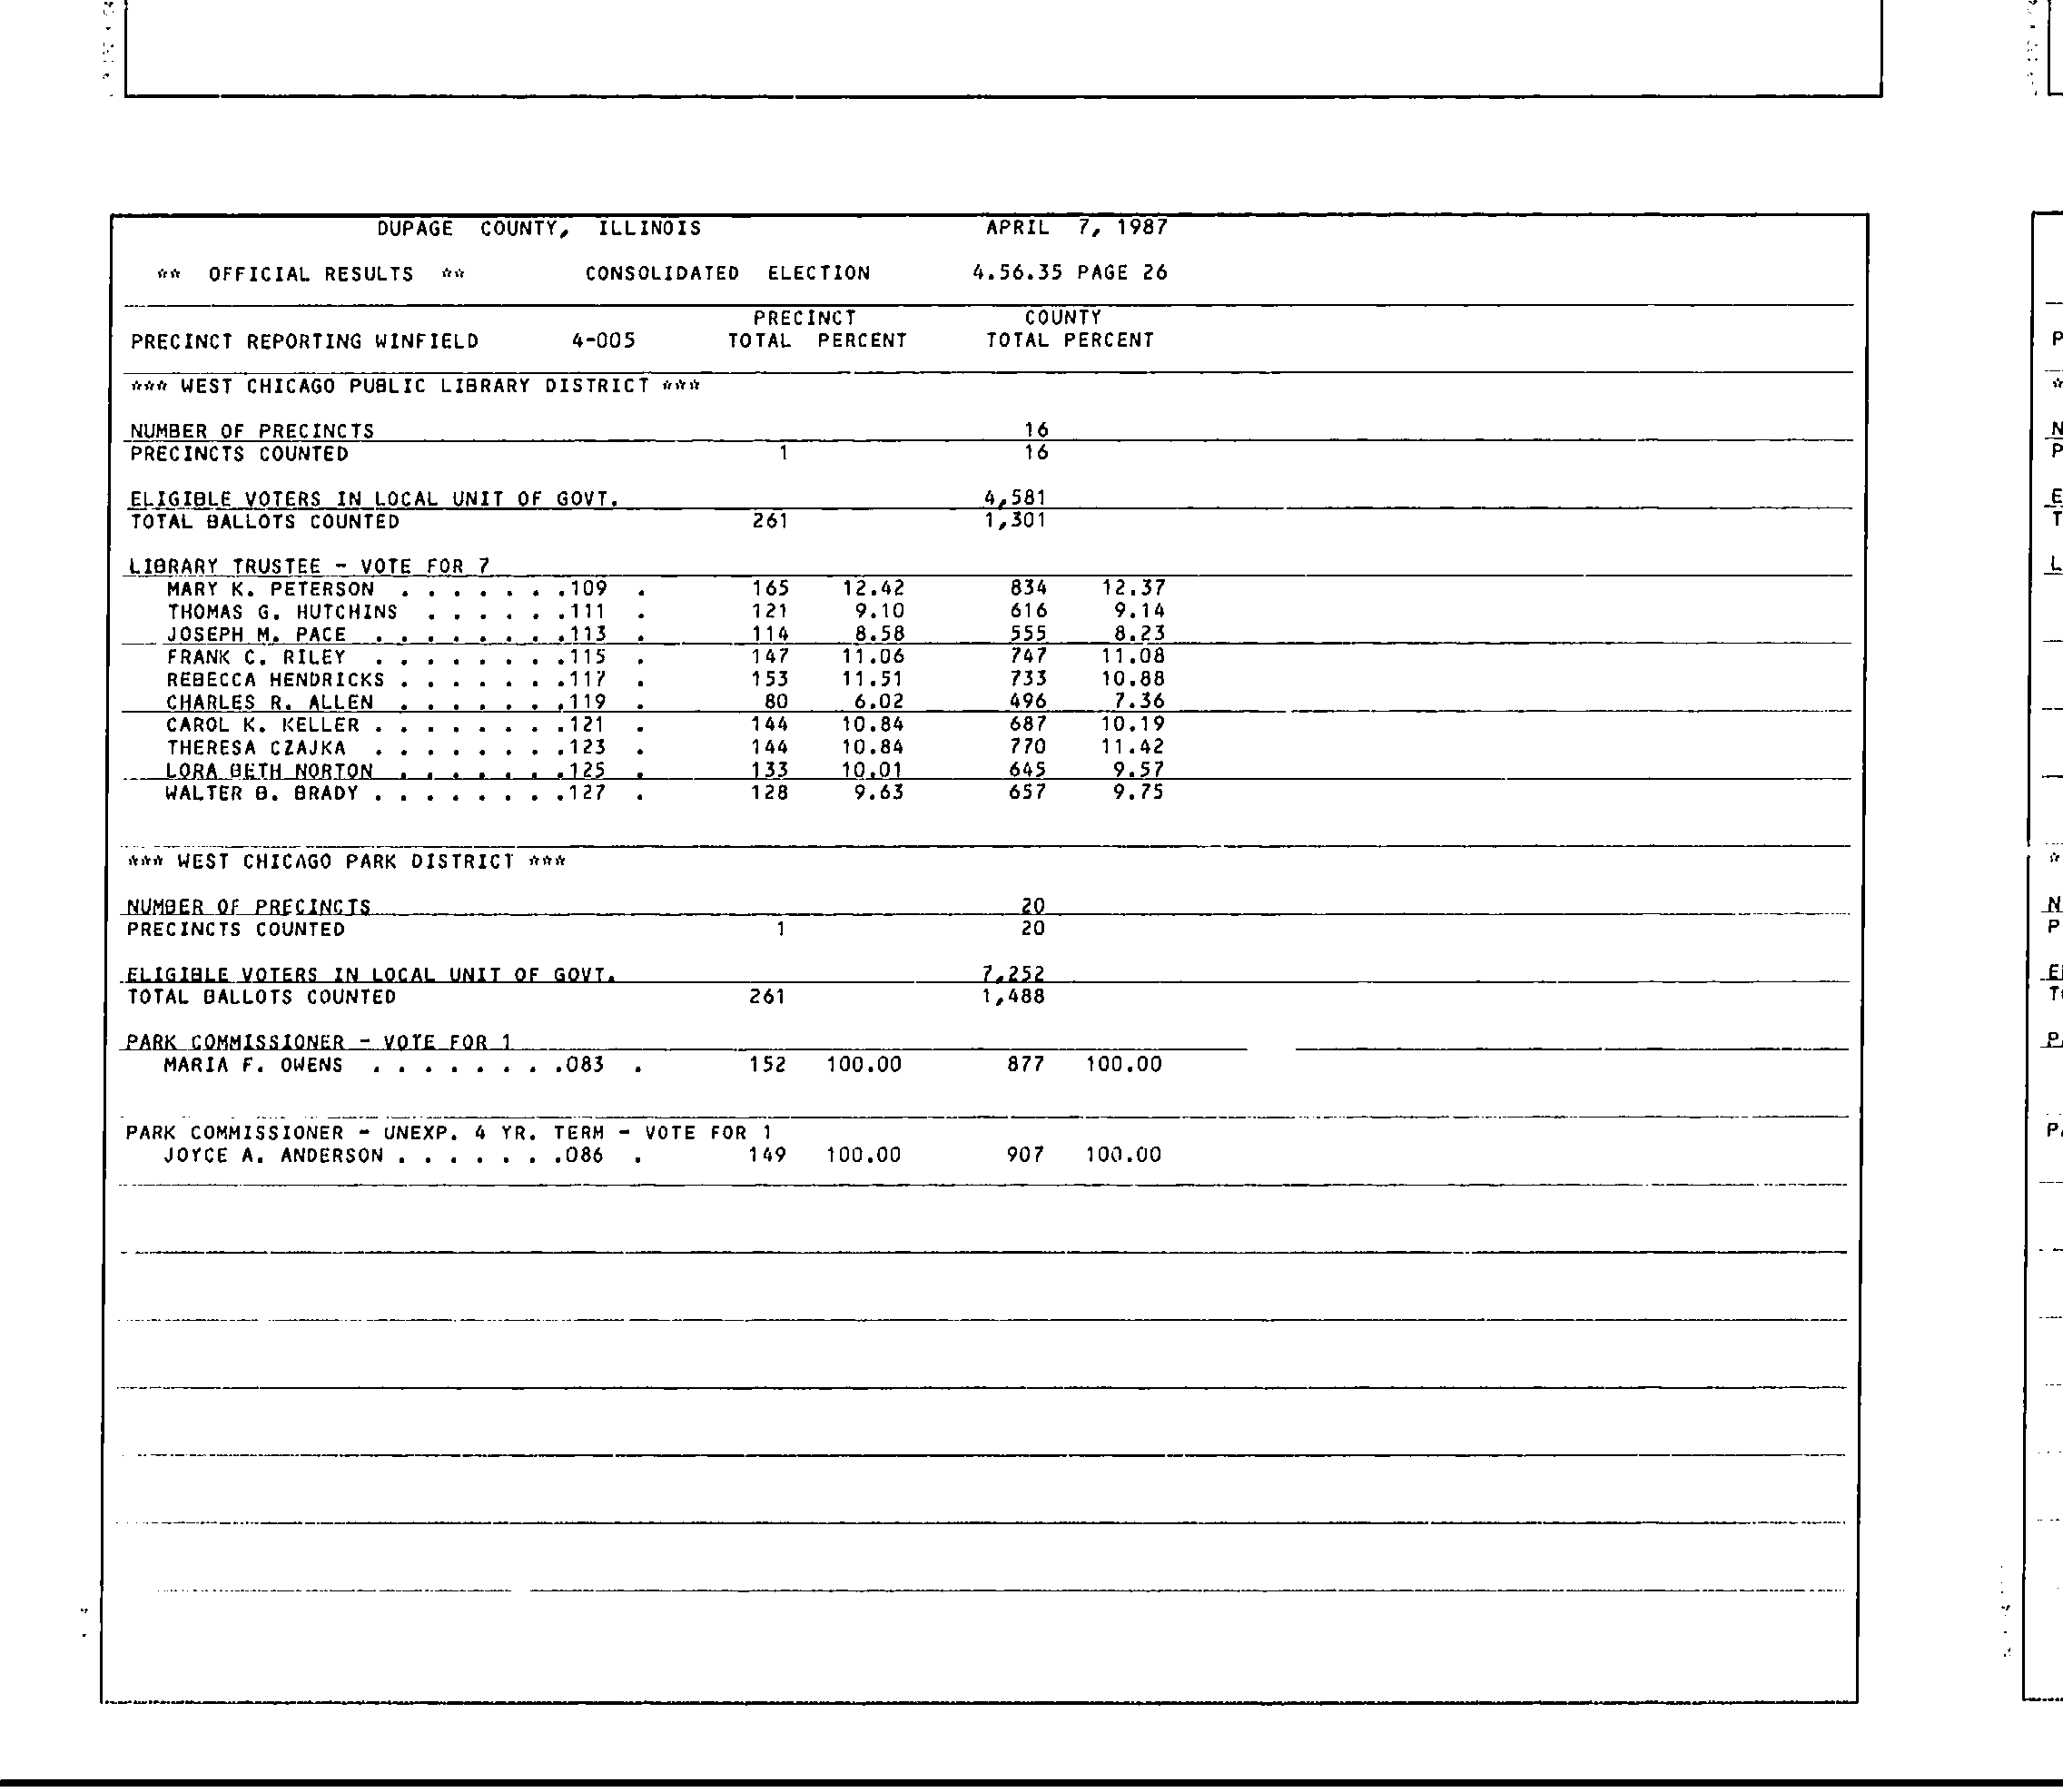 DUPAGE COUNTY, ILLINOIS APRIL 7, 1987
** OFFICIAL RESULTS ** CONSOLIDATED ELECTION 4.56.35 PAGE 26
PRECINCT COUNTY
PRECINCT REPORTING WINFIELD 4-005 TOTAL PERCENT TOTAL PERCENT
*** WEST CHICAGO PUBLIC LIBRARY DISTRICT ***
NUMBER OF PRECINCTS 16
PRECINCTS COUNTED 1 16
ELIGIBLE VOTERS IN LOCAL UNIT OF GOVT. 4,581
TOTAL BALLOTS COUNTED 261 1,301
LIBRARY TRUSTEE - VOTE FOR 7
MARY K. PETERSON . . . . . . .109 . 165 12.42 834 12.37
THOMAS G. HUTCHINS . . . . . .111 . 121 9.10 616 9.14
JOSEPH M. PACE . . . . . . . .113 . 114 8.58 555 8.23
FRANK C. RILEY . . . . . . . .115 . 147 11.06 747 11.08
REBECCA HENDRICKS . . . . . . .117 . 153 11.51 733 10.88
CHARLES R. ALLEN . . . . . . .119 . 80 6.02 496 7.36
CAROL K. KELLER . . . . . . . .121 . 144 10.84 687 10.19
THERESA CZAJKA . . . . . . . .123 . 144 10.84 770 11.42
LORA BETH NORTON . . . . . . .125 . 133 10.01 645 9.57
WALTER B. BRADY . . . . . . . .127 . 128 9.63 657 9.75
*** WEST CHICAGO PARK DISTRICT ***
NUMBER OF PRECINCTS 20
PRECINCTS COUNTED 1 20
ELIGIBLE VOTERS IN LOCAL UNIT OF GOVT. 7,252
TOTAL BALLOTS COUNTED 261 1,488
PARK COMMISSIONER - VOTE FOR 1
MARIA F. OWENS . . . . . . . .083 . 152 100.00 877 100.00
PARK COMMISSIONER - UNEXP. 4 YR. TERM - VOTE FOR 1
JOYCE A. ANDERSON . . . . . . .086 . 149 100.00 907 100.00